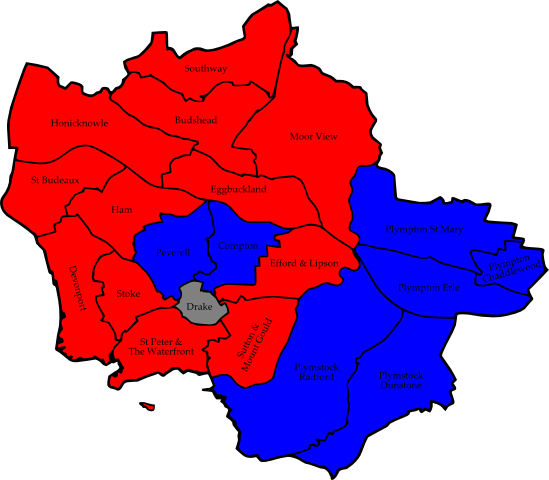 Southway
Honicknowle
Budshead
Moor View
St Budeaux
Eggbuckland
Ham
Plympton St Mary
Peverell
Compton
Efford & Lipson
Plympton
Chaddlewood
Devonport
Stoke
Plympton Erle
Drake
St Peter &
The Waterfront
Sutton &
Mount Gould
Plymstock
Radford
Plymstock
Dunstone